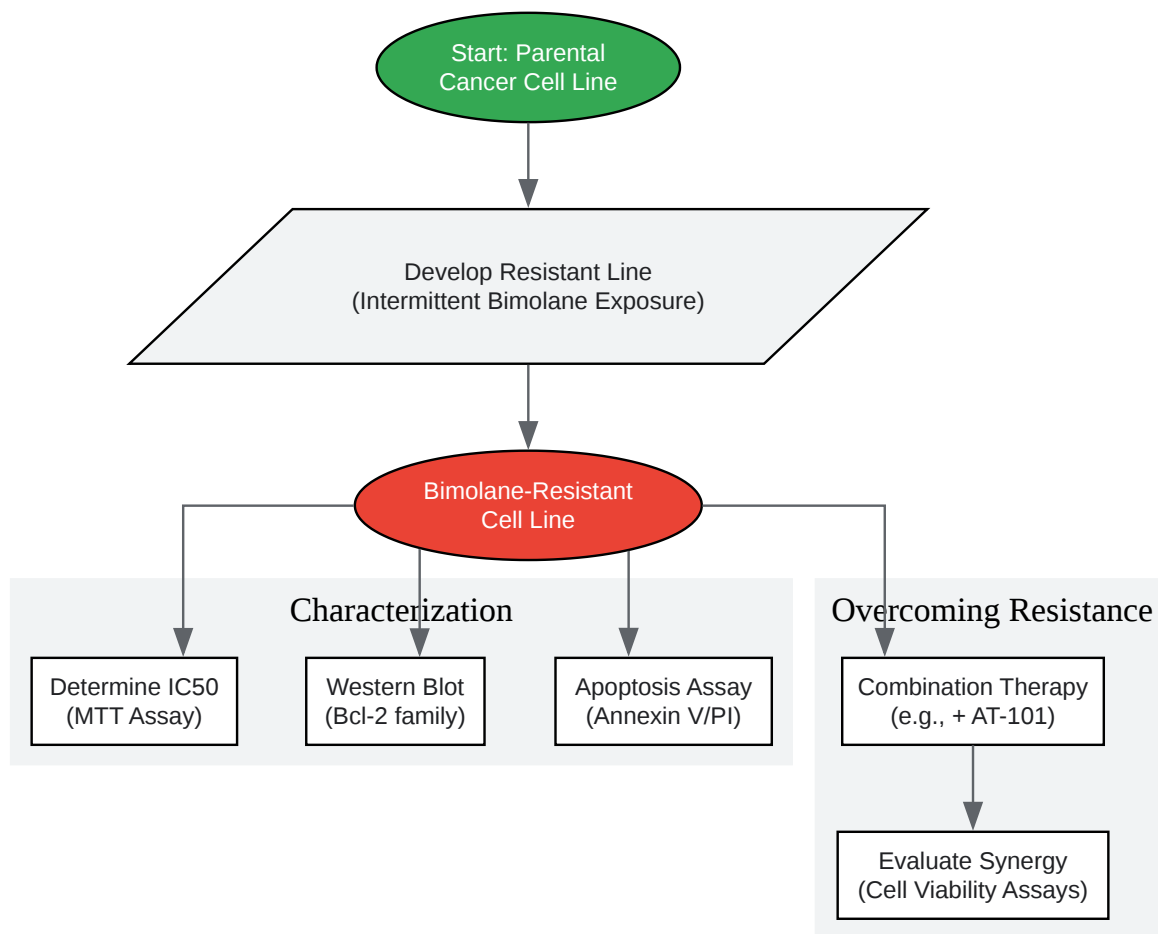 Start: Parental
Cancer Cell Line
Develop Resistant Line
(Intermittent Bimolane Exposure)
Bimolane-Resistant
Cell Line
Characterization
Determine IC50
(MTT Assay)
Western Blot
(Bcl-2 family)
Apoptosis Assay
(Annexin V/PI)
Overcoming Resistance
Combination Therapy
(e.g., + AT-101)
Evaluate Synergy
(Cell Viability Assays)